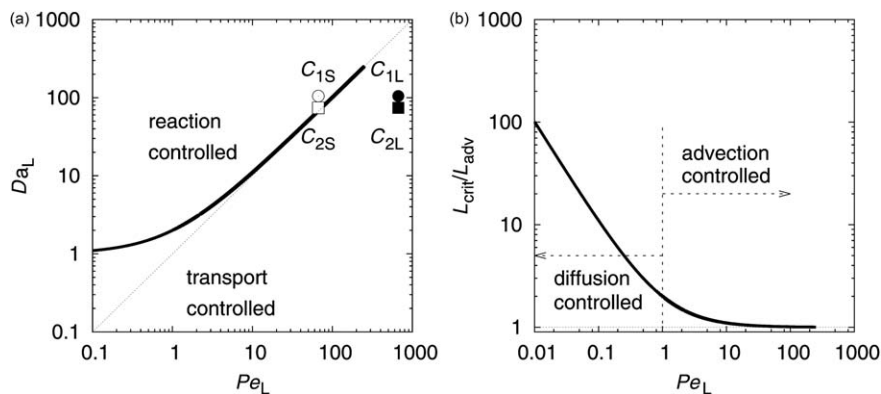 (a)
1000
100
10
1
0.1
Da_L
C_1S
C_1L
reaction
controlled
C_2S
C_2L
transport
controlled
0.1 1 10 100 1000
Pe_L
(b)
1000
100
10
1
L_crit/L_adv
advection
controlled
diffusion
controlled
0.01 0.1 1 10 100 1000
Pe_L